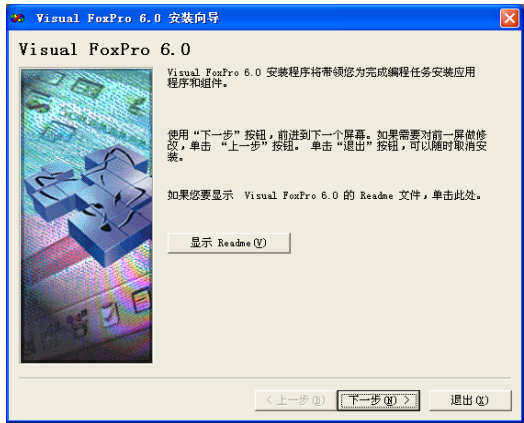 Visual FoxPro 6.0 安装向导
Visual FoxPro 6.0
Visual FoxPro 6.0 安装程序将带领您为完成编程任务安装应用
程序和组件。
使用“下一步”按钮，前进到下一个屏幕。如果需要对前一屏做修
改，单击 “上一步”按钮。 单击“退出”按钮，可以随时取消安
装。
如果您要显示 Visual FoxPro 6.0 的 Readme 文件，单击此处。
显示 Readme(V)
< 上一步(B)
下一步(N) >
退出(X)